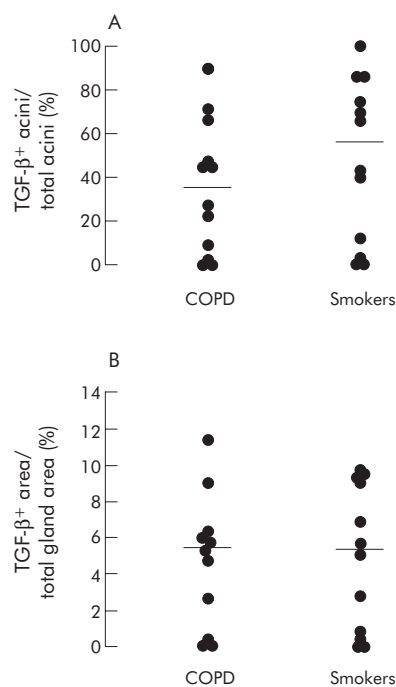 A
TGF-β+ acini/
total acini (%)
100
80
60
40
20
0
COPD
Smokers
B
TGF-β+ area/
total gland area (%)
14
12
10
8
6
4
2
0
COPD
Smokers